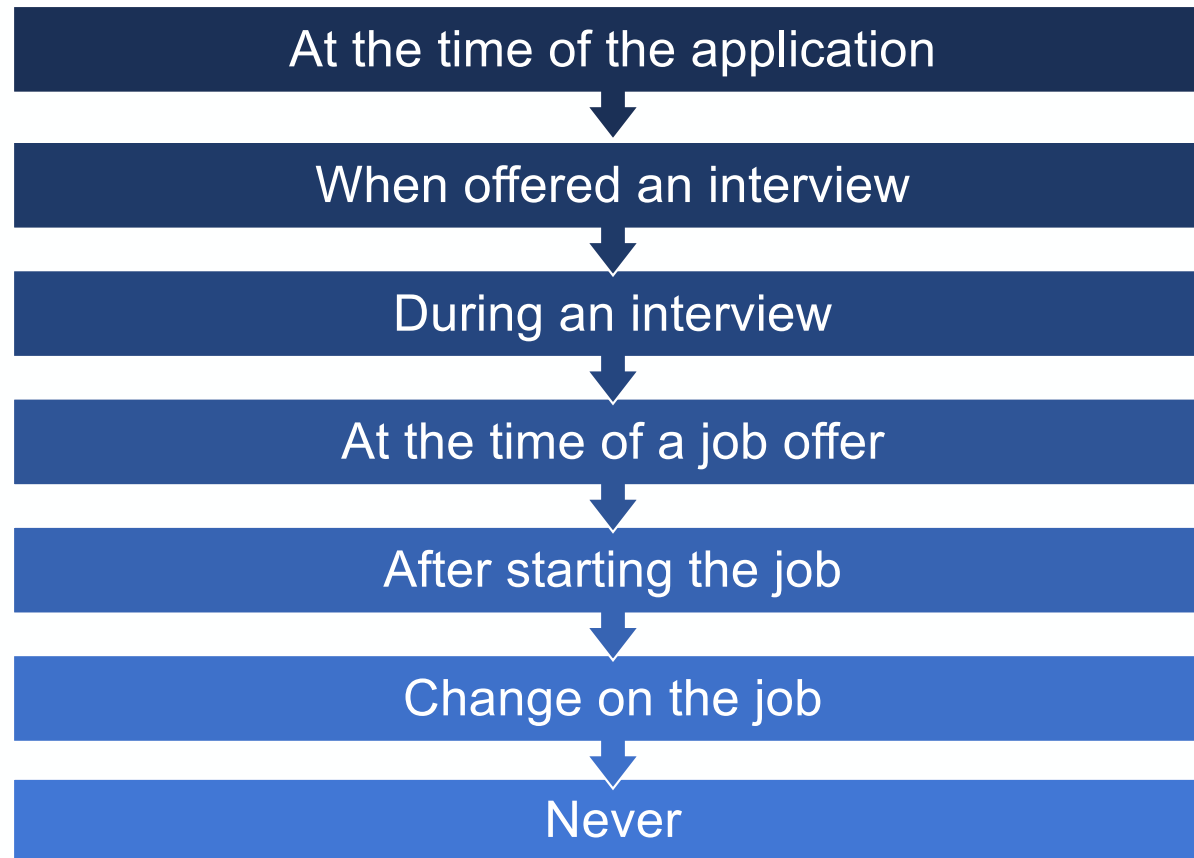 At the time of the application
When offered an interview
During an interview
At the time of a job offer
After starting the job
Change on the job
Never